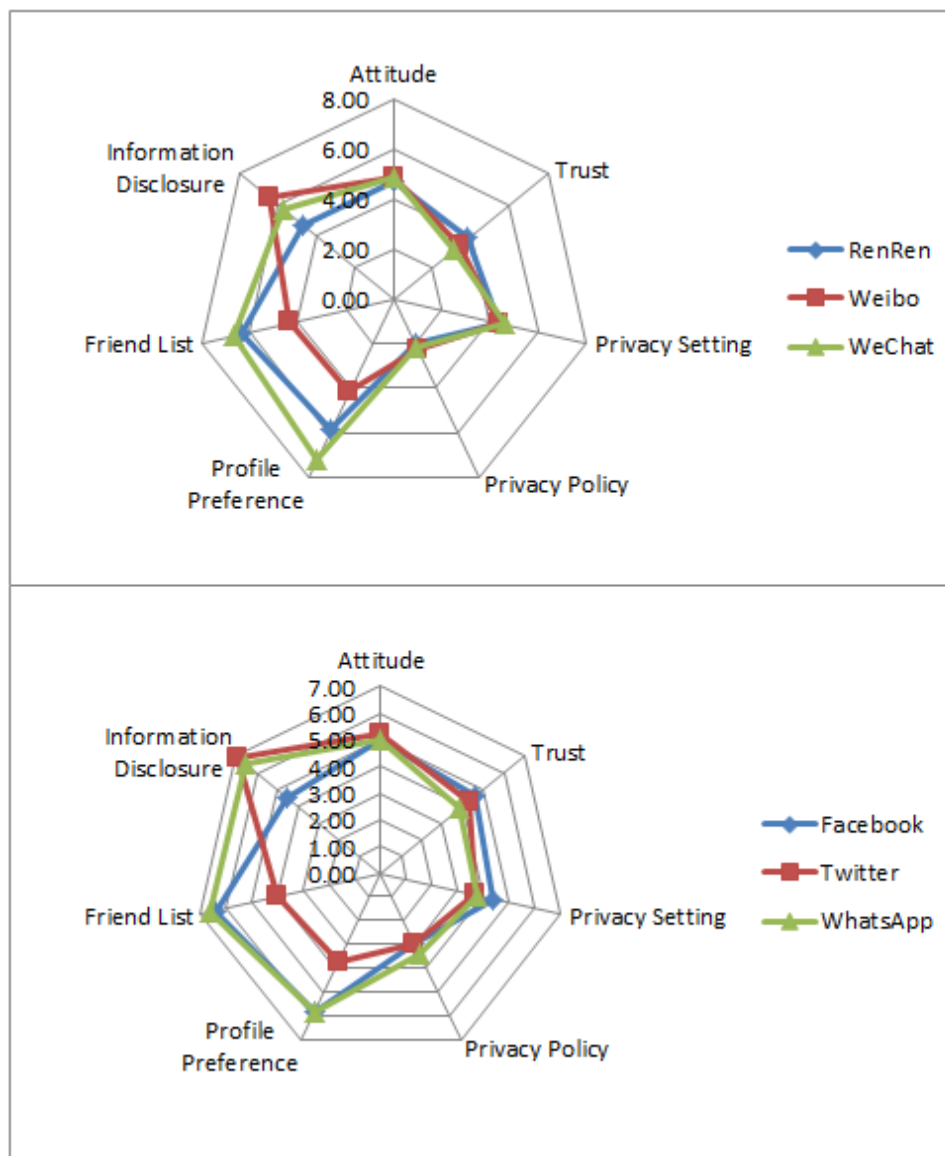 Attitude
8.00
6.00
4.00
2.00
0.00
Information
Disclosure
Trust
Friend List
Privacy Setting
Profile
Preference
Privacy Policy
RenRen
Weibo
WeChat
Attitude
7.00
6.00
5.00
4.00
3.00
2.00
1.00
0.00
Information
Disclosure
Trust
Friend List
Privacy Setting
Profile
Preference
Privacy Policy
Facebook
Twitter
WhatsApp